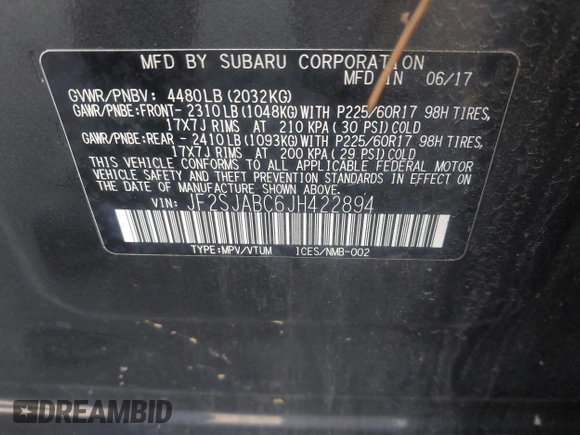 MFD BY SUBARU CORPORATION
MFD IN 06/17
GVWR/PNBV: 4480LB(2032KG)
GAWR/PNBE:FRONT- 2310LB(1048KG)WITH P225/60R17 98H TIRES,
17X7J RIMS AT 210 KPA(30 PSI)COLD
GAWR/PNBE:REAR - 2410LB(1093KG)WITH P225/60R17 98H TIRES,
17X7J RIMS AT 200 KPA(29 PSI)COLD
THIS VEHICLE CONFORMS TO ALL APPLICABLE FEDERAL MOTOR
VEHICLE SAFETY AND THEFT PREVENTION STANDARDS IN EFFECT
ON THE DATE OF MANUFACTURE SHOWN ABOVE.
VIN: JF2SJABC6JH422894
TYPE:MPV/VTUM ICES/NMB-002
DREAMBID